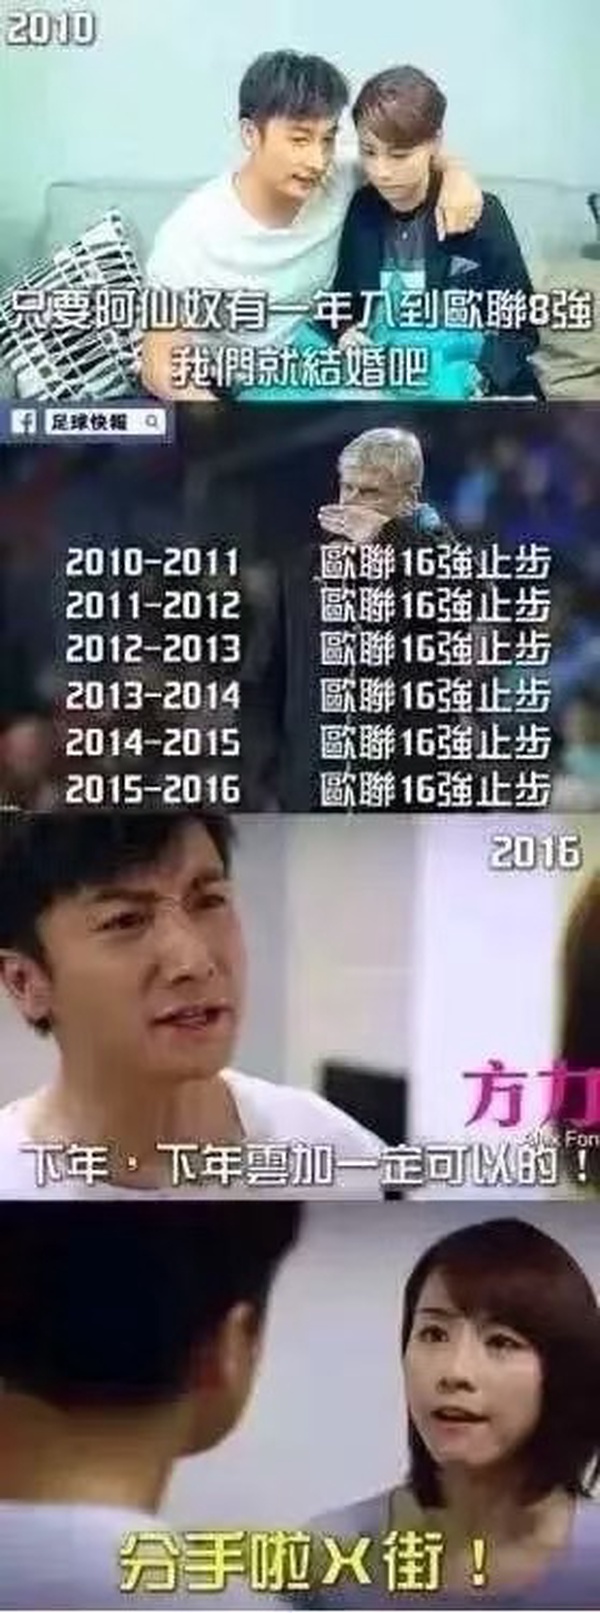 2010
只要阿仙奴有一年入到歐聯8強
我們就結婚吧
f 足球快報
2010-2011 歐聯16強止步
2011-2012 歐聯16強止步
2012-2013 歐聯16強止步
2013-2014 歐聯16強止步
2014-2015 歐聯16強止步
2015-2016 歐聯16強止步
2016
方力
Alex Fon
下年，下年雲加一定可以的！
分手啦X街！